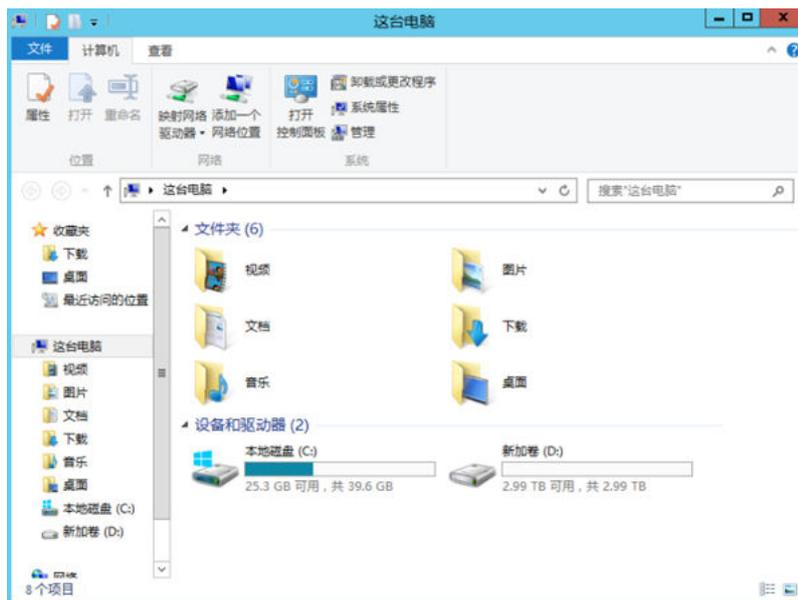 这台电脑
文件 计算机 查看
属性 打开 重命名 映射网络驱动器 添加一个网络位置 打开控制面板 卸载或更改程序
系统属性
管理
位置 网络 系统
这台电脑 搜索"这台电脑"
收藏夹
下载
桌面
最近访问的位置
这台电脑
视频
图片
文档
下载
音乐
桌面
本地磁盘 (C:)
新加卷 (D:)
网络
文件夹 (6)
视频 图片
文档 下载
音乐 桌面
设备和驱动器 (2)
本地磁盘 (C:) 新加卷 (D:)
25.3 GB 可用，共 39.6 GB 2.99 TB 可用，共 2.99 TB
8 个项目